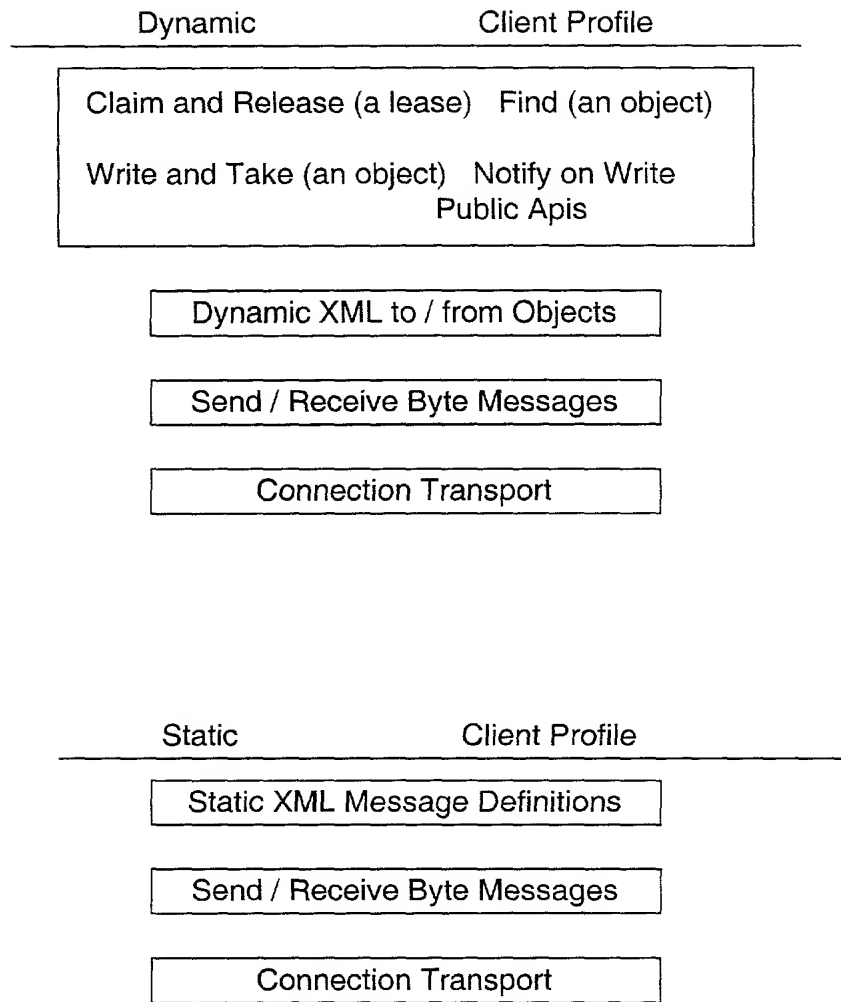 Dynamic Client Profile
Claim and Release (a lease) Find (an object)
Write and Take (an object) Notify on Write
Public Apis
Dynamic XML to / from Objects
Send / Receive Byte Messages
Connection Transport
Static Client Profile
Static XML Message Definitions
Send / Receive Byte Messages
Connection Transport